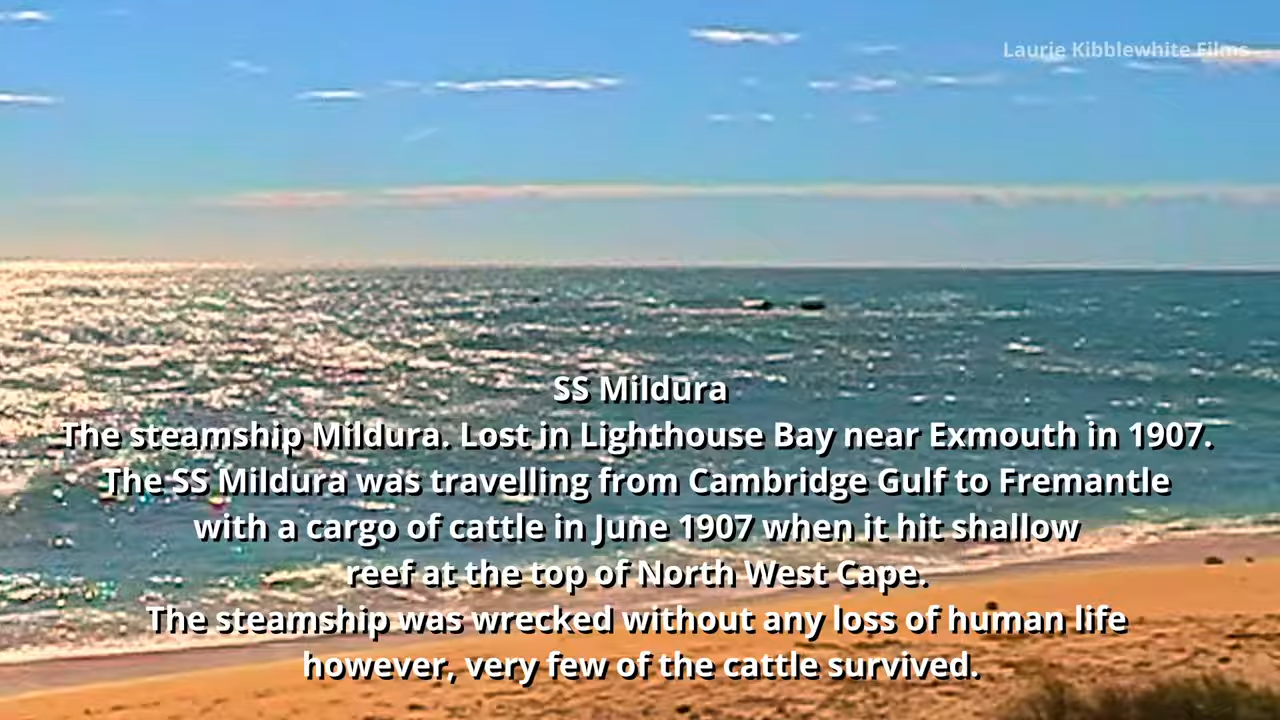 Laurie Kibblewhite Films
SS Mildura
The steamship Mildura. Lost in Lighthouse Bay near Exmouth in 1907.
The SS Mildura was travelling from Cambridge Gulf to Fremantle
with a cargo of cattle in June 1907 when it hit shallow
reef at the top of North West Cape.
The steamship was wrecked without any loss of human life
however, very few of the cattle survived.